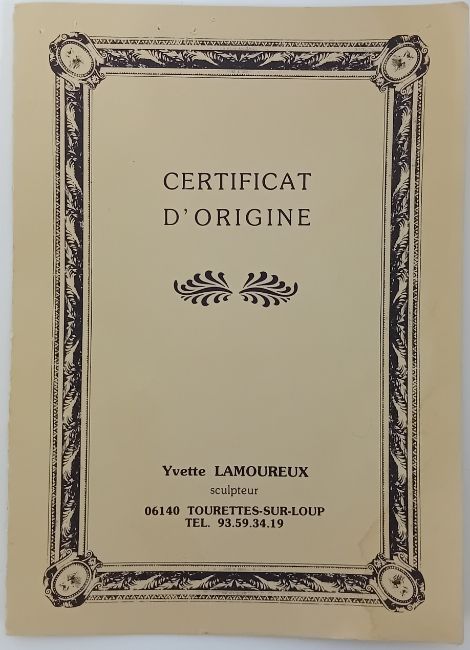 CERTIFICAT
D'ORIGINE
Yvette LAMOUREUX
sculpteur
06140 TOURETTES-SUR-LOUP
TEL. 93.59.34.19